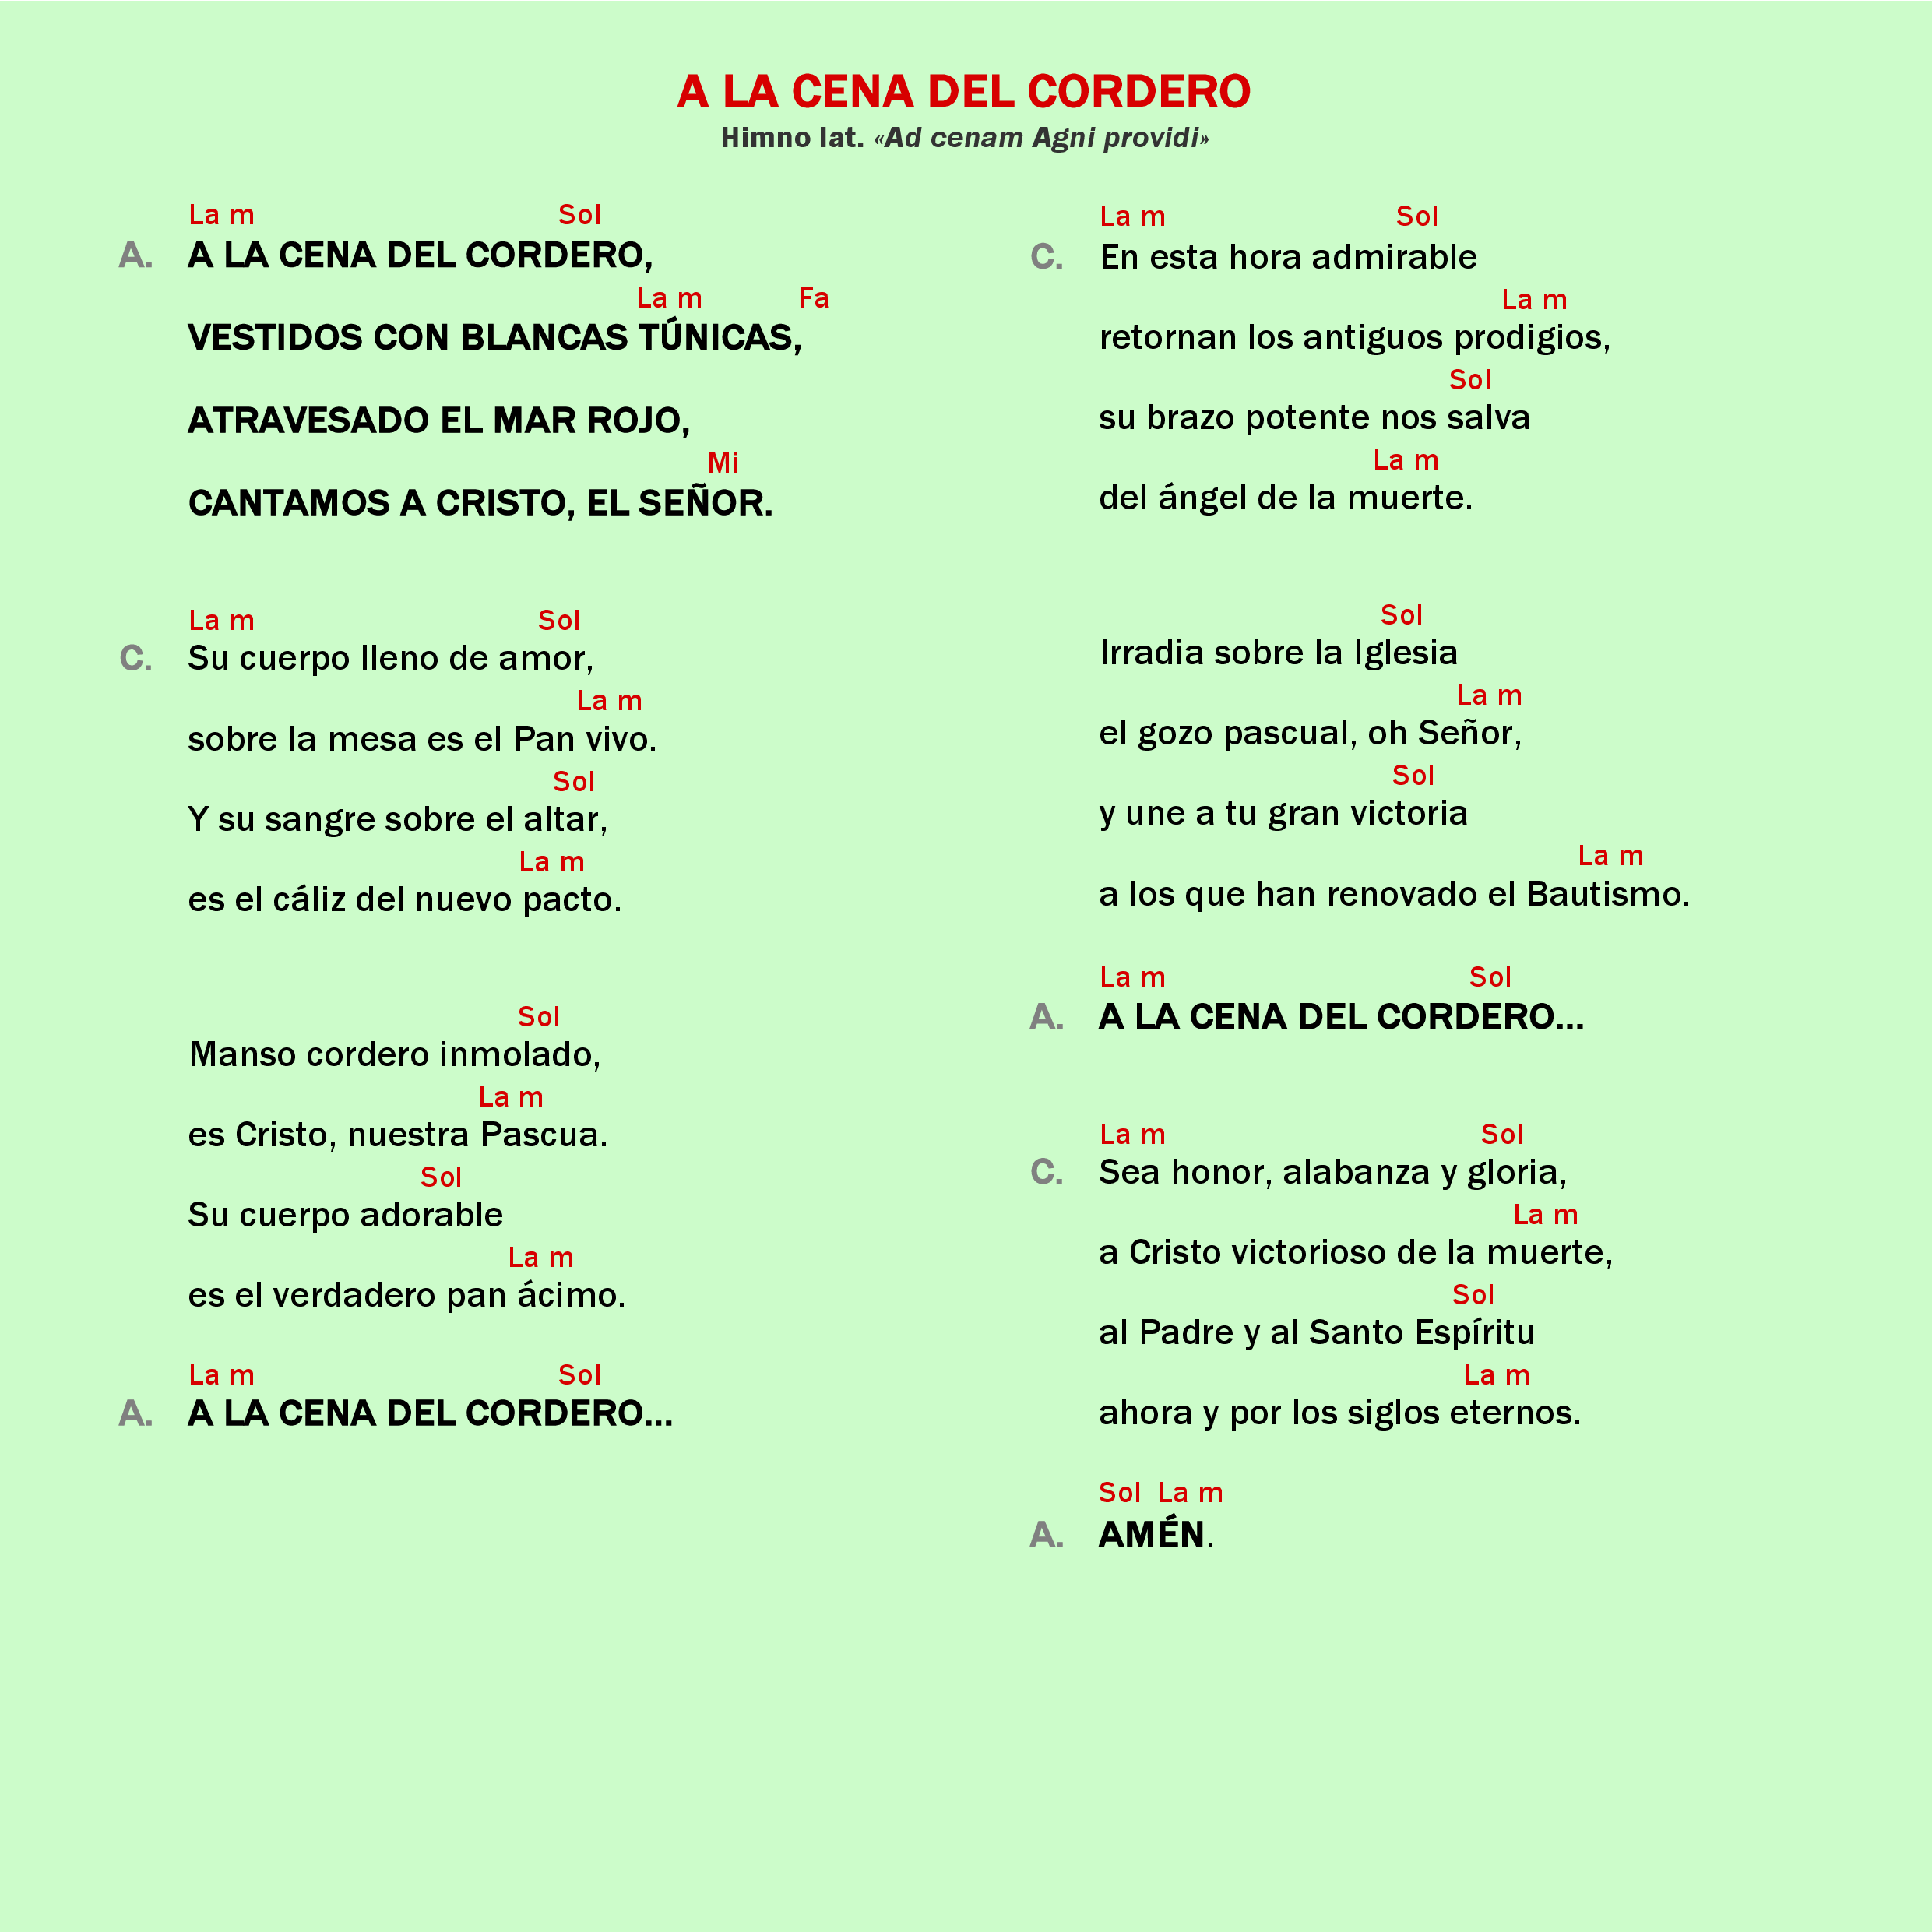 A LA CENA DEL CORDERO
Himno lat. «Ad cenam Agni providi»
La m Sol
A. A LA CENA DEL CORDERO,
La m Fa
VESTIDOS CON BLANCAS TÚNICAS,
ATRAVESADO EL MAR ROJO,
Mi
CANTAMOS A CRISTO, EL SEÑOR.
La m Sol
C. Su cuerpo lleno de amor,
La m
sobre la mesa es el Pan vivo.
Sol
Y su sangre sobre el altar,
La m
es el cáliz del nuevo pacto.
Sol
Manso cordero inmolado,
La m
es Cristo, nuestra Pascua.
Sol
Su cuerpo adorable
La m
es el verdadero pan ácimo.
La m Sol
A. A LA CENA DEL CORDERO...
La m Sol
C. En esta hora admirable
La m
retornan los antiguos prodigios,
Sol
su brazo potente nos salva
La m
del ángel de la muerte.
Sol
Irradia sobre la Iglesia
La m
el gozo pascual, oh Señor,
Sol
y une a tu gran victoria
La m
a los que han renovado el Bautismo.
La m Sol
A. A LA CENA DEL CORDERO...
La m Sol
C. Sea honor, alabanza y gloria,
La m
a Cristo victorioso de la muerte,
Sol
al Padre y al Santo Espíritu
La m
ahora y por los siglos eternos.
Sol La m
A. AMÉN.